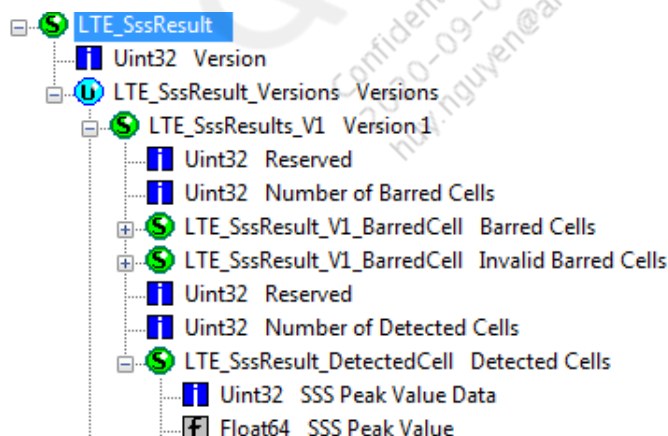 LTE_SssResult
Uint32 Version
LTE_SssResult_Versions Versions
LTE_SssResults_V1 Version 1
Uint32 Reserved
Uint32 Number of Barred Cells
LTE_SssResult_V1_BarredCell Barred Cells
LTE_SssResult_V1_BarredCell Invalid Barred Cells
Uint32 Reserved
Uint32 Number of Detected Cells
LTE_SssResult_DetectedCell Detected Cells
Uint32 SSS Peak Value Data
Float64 SSS Peak Value